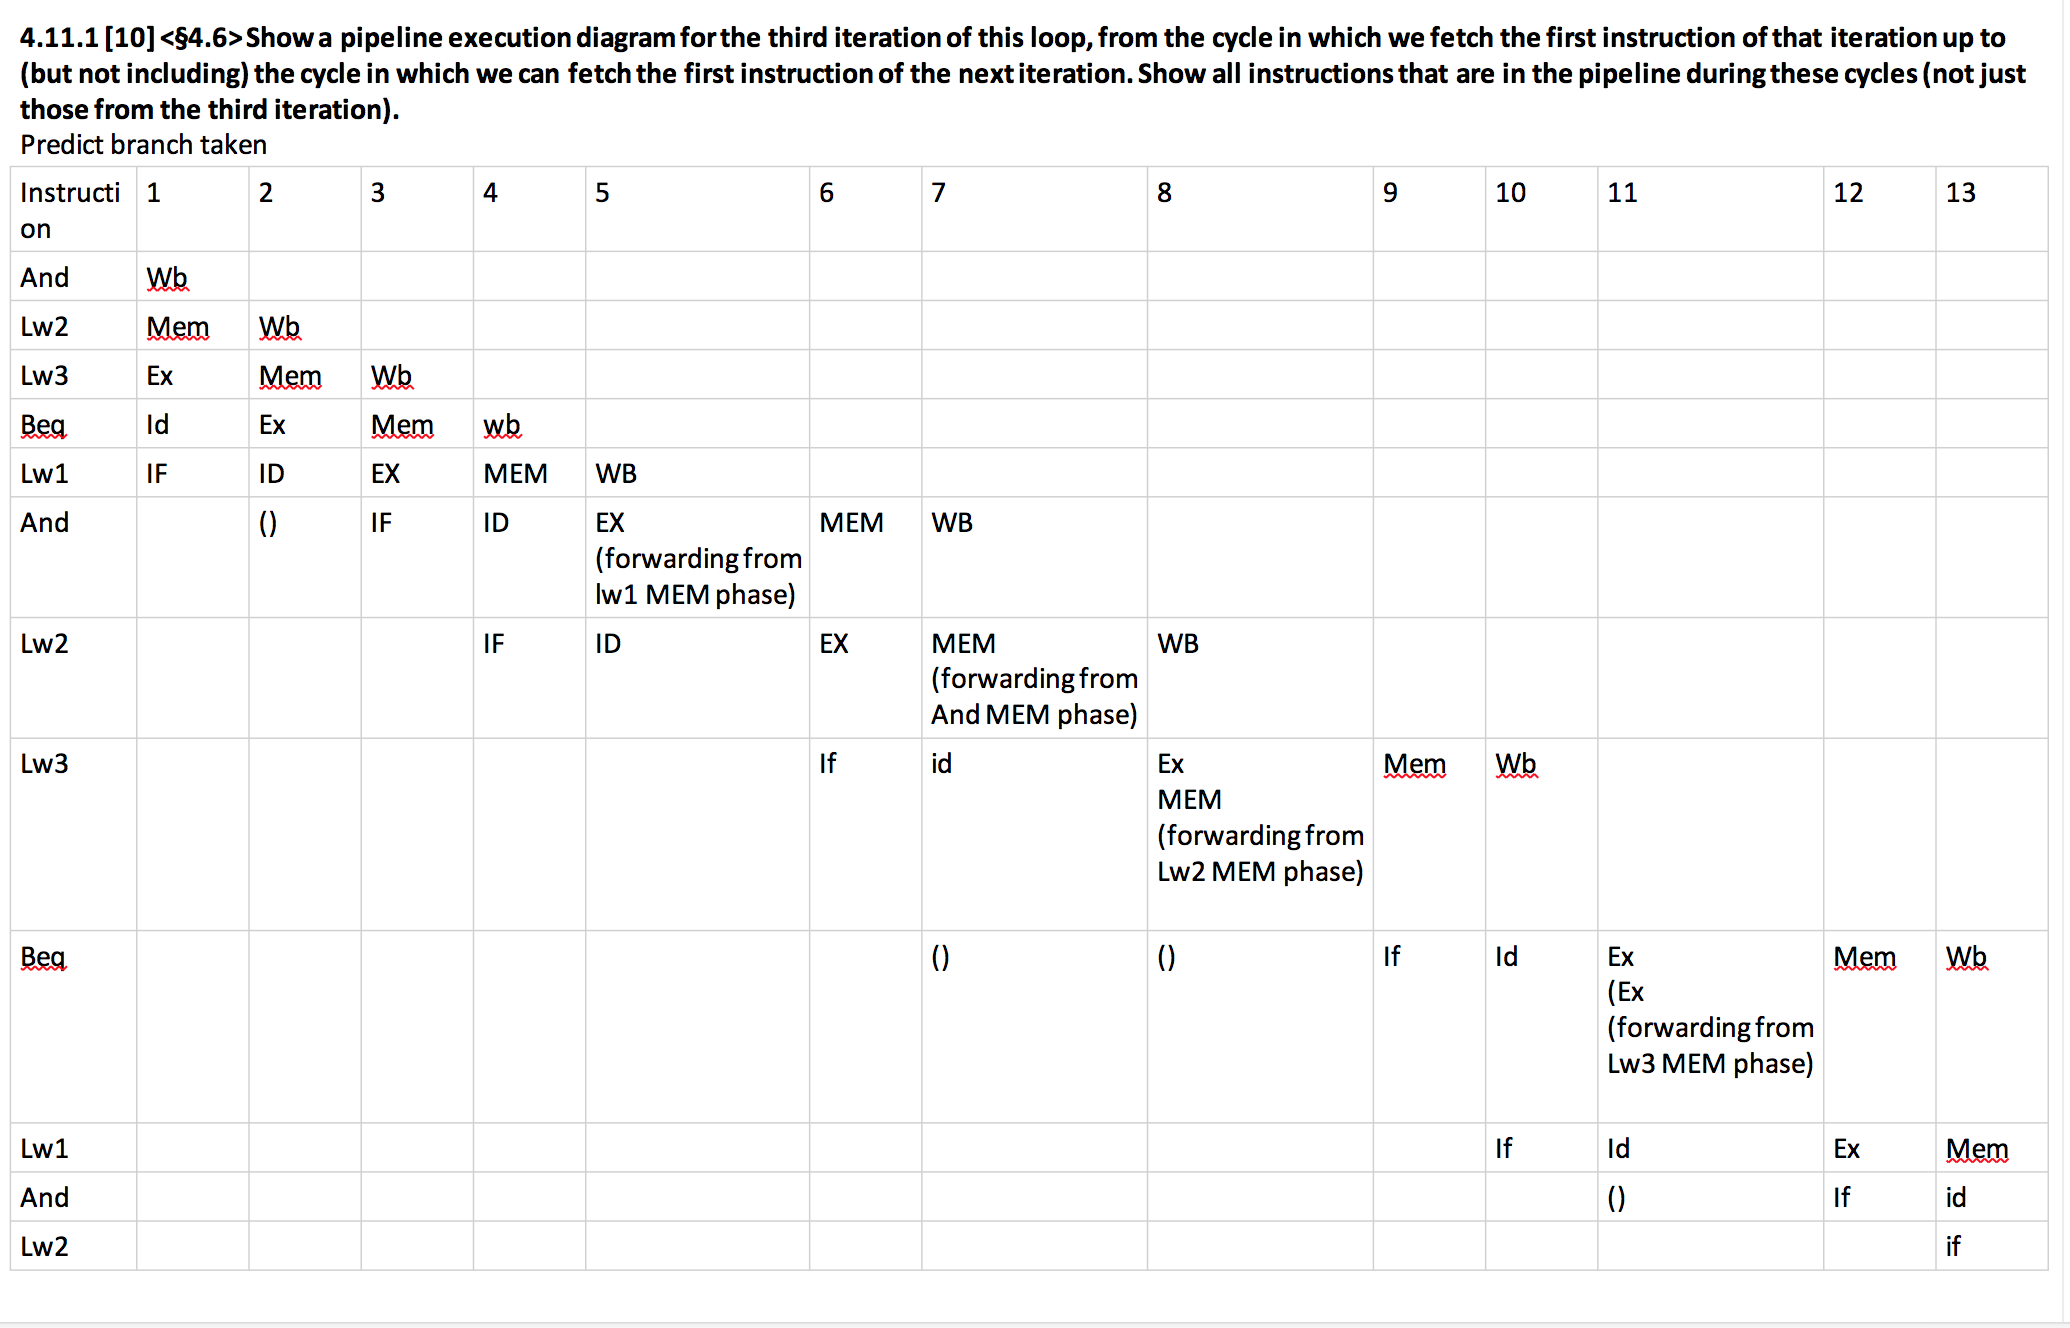 4.11.1 [10] <§4.6> Show a pipeline execution diagram for the third iteration of this loop, from the cycle in which we fetch the first instruction of that iteration up to
(but not including) the cycle in which we can fetch the first instruction of the next iteration. Show all instructions that are in the pipeline during these cycles (not just
those from the third iteration).
Predict branch taken
Instructi 1 2 3 4 5 6 7 8 9 10 11 12 13
on
And Wb
Lw2 Mem Wb
Lw3 Ex Mem Wb
Beq Id Ex Mem wb
Lw1 IF ID EX MEM WB
And () IF ID EX MEM WB
(forwarding from
lw1 MEM phase)
Lw2 IF ID EX MEM WB
(forwarding from
And MEM phase)
Lw3 If id Ex Mem Wb
MEM
(forwarding from
Lw2 MEM phase)
Beq () () If Id Ex Mem Wb
(Ex
(forwarding from
Lw3 MEM phase)
Lw1 If Id Ex Mem
And () If id
Lw2 if